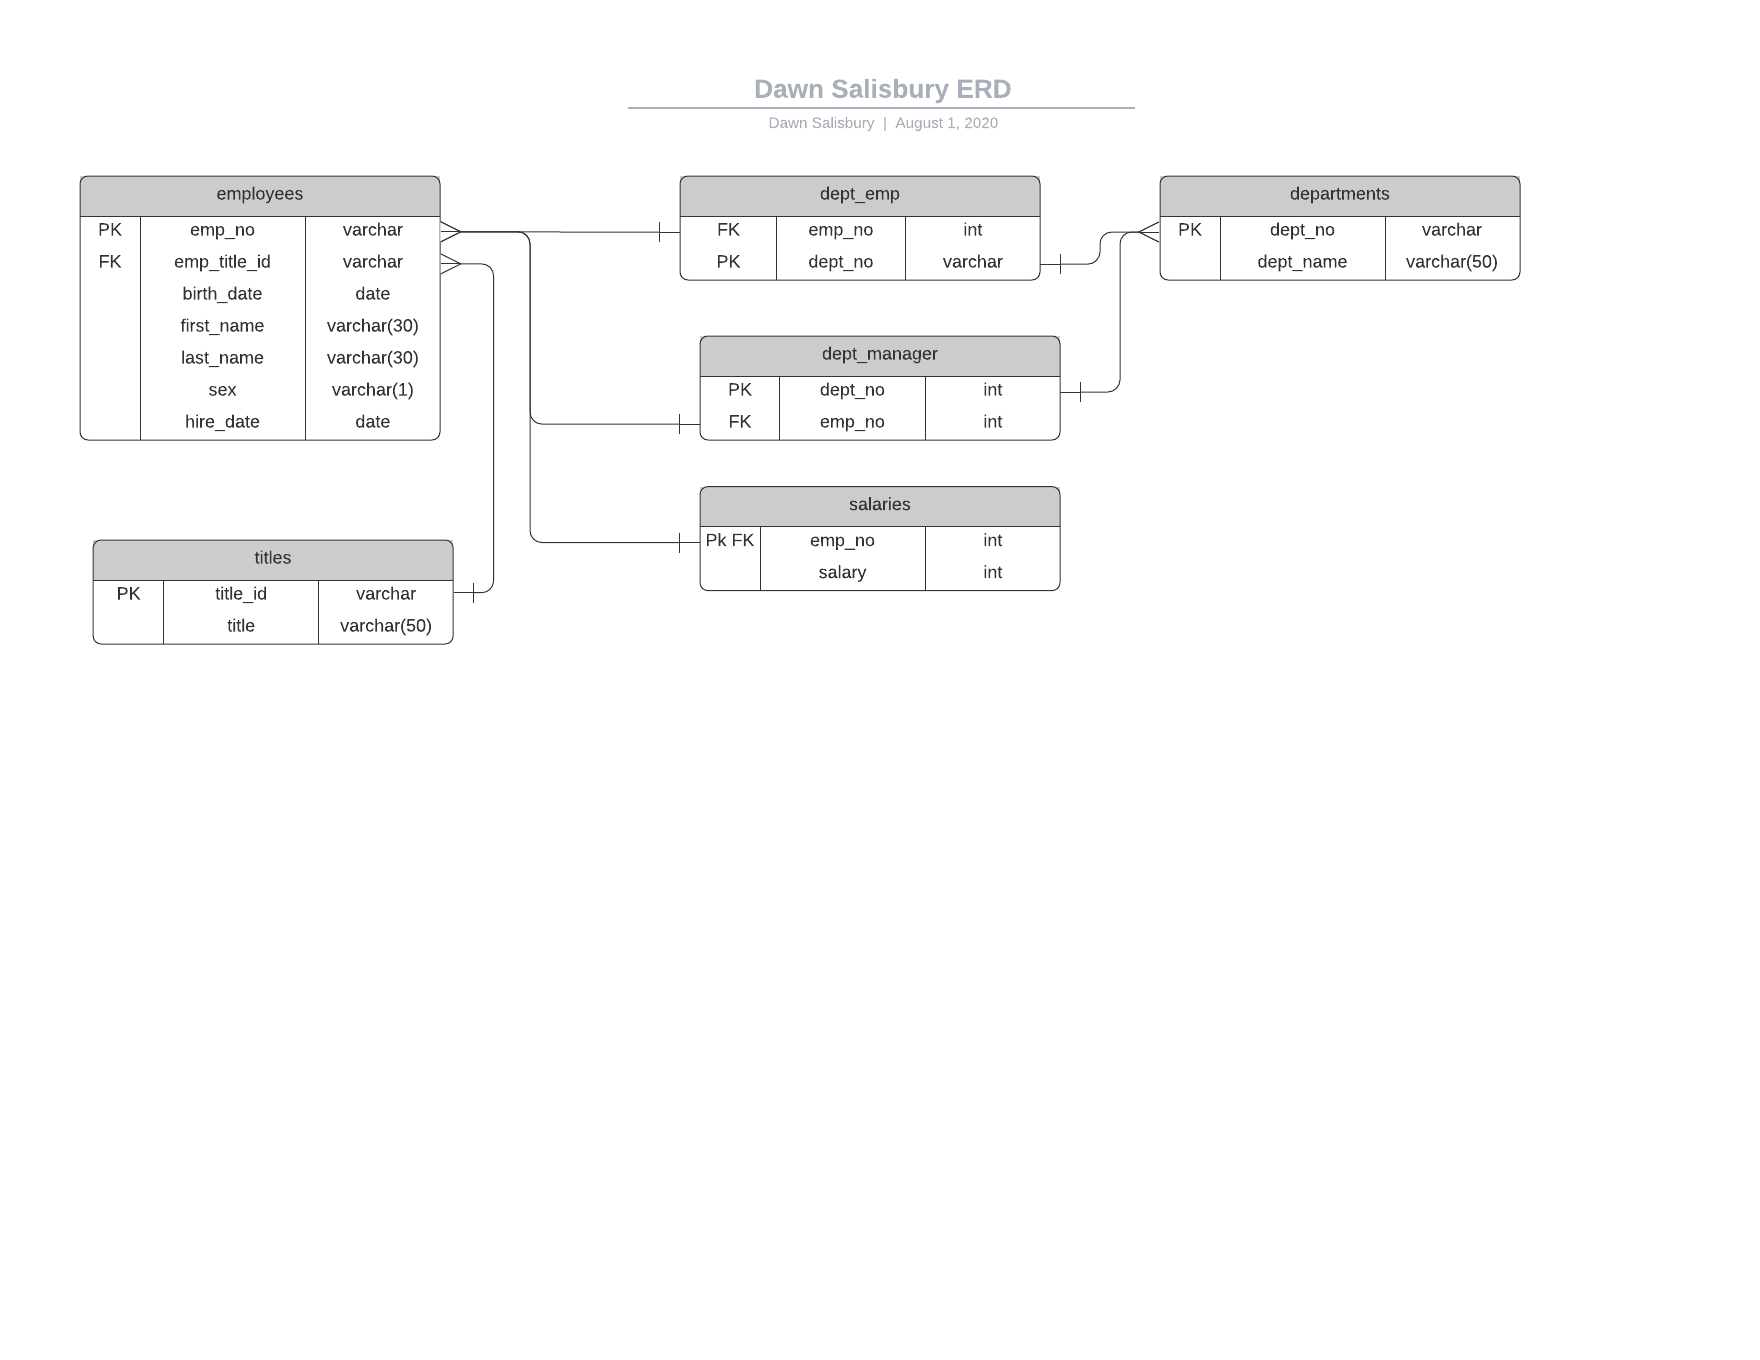 Dawn Salisbury ERD
Dawn Salisbury | August 1, 2020
employees
PK emp_no varchar
FK emp_title_id varchar
birth_date date
first_name varchar(30)
last_name varchar(30)
sex varchar(1)
hire_date date
dept_emp
FK emp_no int
PK dept_no varchar
departments
PK dept_no varchar
dept_name varchar(50)
dept_manager
PK dept_no int
FK emp_no int
salaries
Pk FK emp_no int
salary int
titles
PK title_id varchar
title varchar(50)